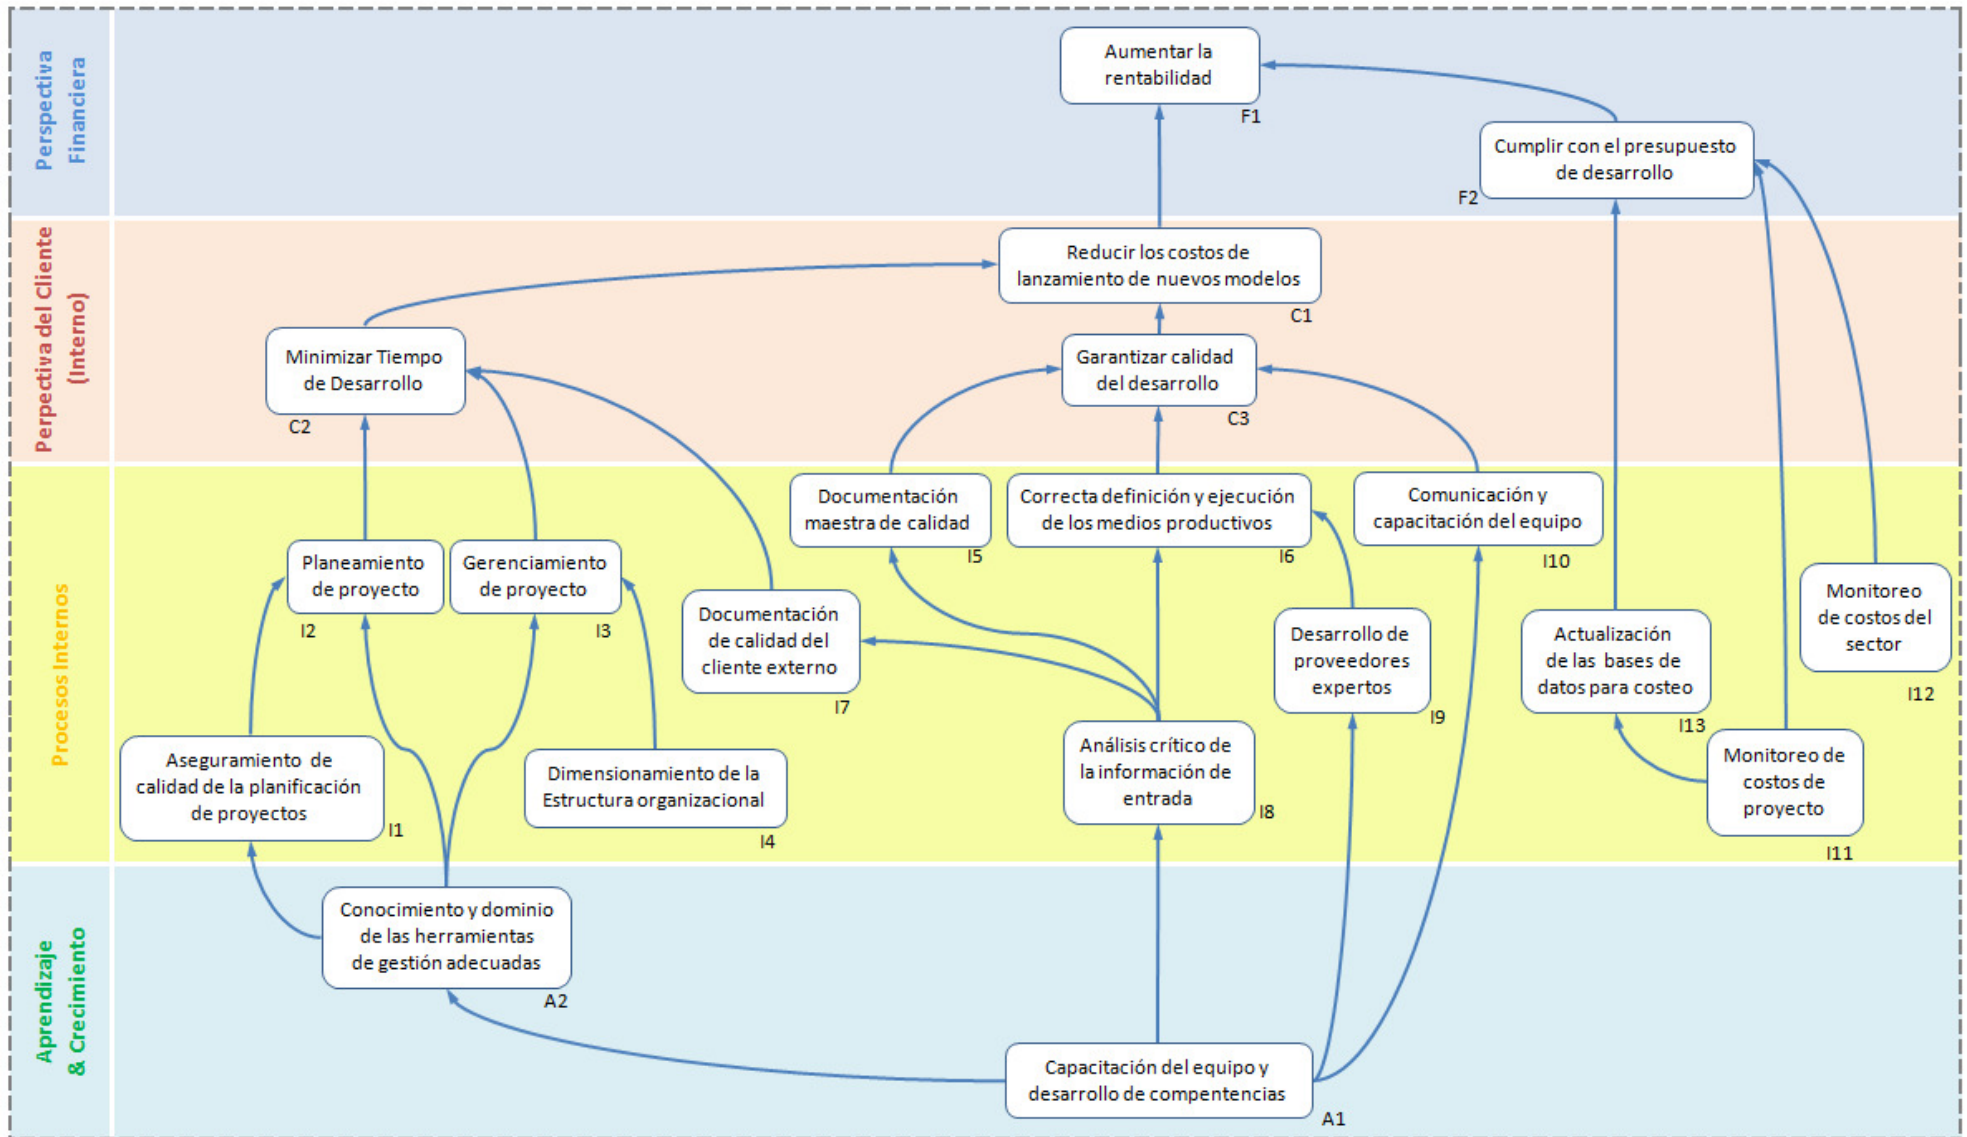 Perspectiva
Financiera
Aumentar la
rentabilidad
F1
Cumplir con el presupuesto
de desarrollo
F2
Perpectiva del Cliente
(Interno)
Reducir los costos de
lanzamiento de nuevos modelos
C1
Minimizar Tiempo
de Desarrollo
C2
Garantizar calidad
del desarrollo
C3
Procesos Internos
Documentación
maestra de calidad
I5
Correcta definición y ejecución
de los medios productivos
I6
Comunicación y
capacitación del equipo
I10
Planeamiento
de proyecto
I2
Gerenciamiento
de proyecto
I3
Documentación
de calidad del
cliente externo
I7
Desarrollo de
proveedores
expertos
I9
Actualización
de las bases de
datos para costeo
I13
Monitoreo
de costos del
sector
I12
Aseguramiento de
calidad de la planificación
de proyectos
I1
Dimensionamiento de la
Estructura organizacional
I4
Análisis crítico de
la información de
entrada
I8
Monitoreo de
costos de
proyecto
I11
Aprendizaje
& Crecimiento
Conocimiento y dominio
de las herramientas
de gestión adecuadas
A2
Capacitación del equipo y
desarrollo de compentencias
A1